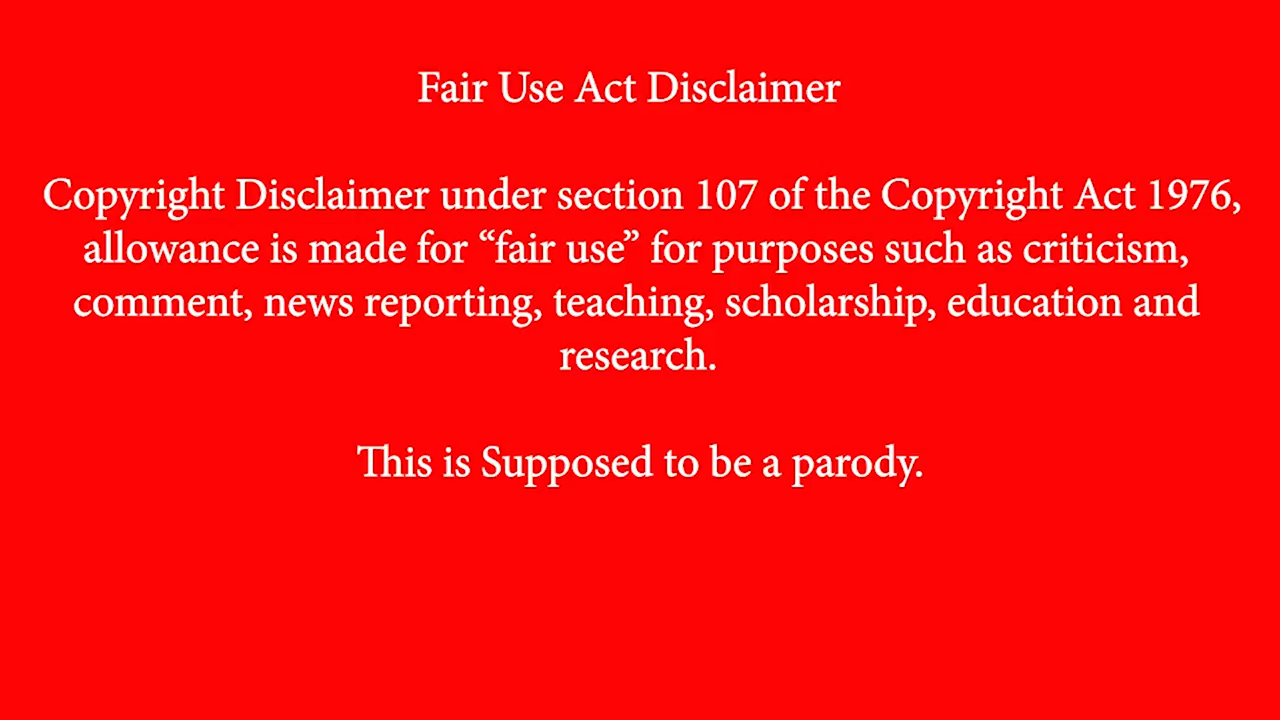 Fair Use Act Disclaimer
Copyright Disclaimer under section 107 of the Copyright Act 1976,
allowance is made for “fair use” for purposes such as criticism,
comment, news reporting, teaching, scholarship, education and
research.
This is Supposed to be a parody.